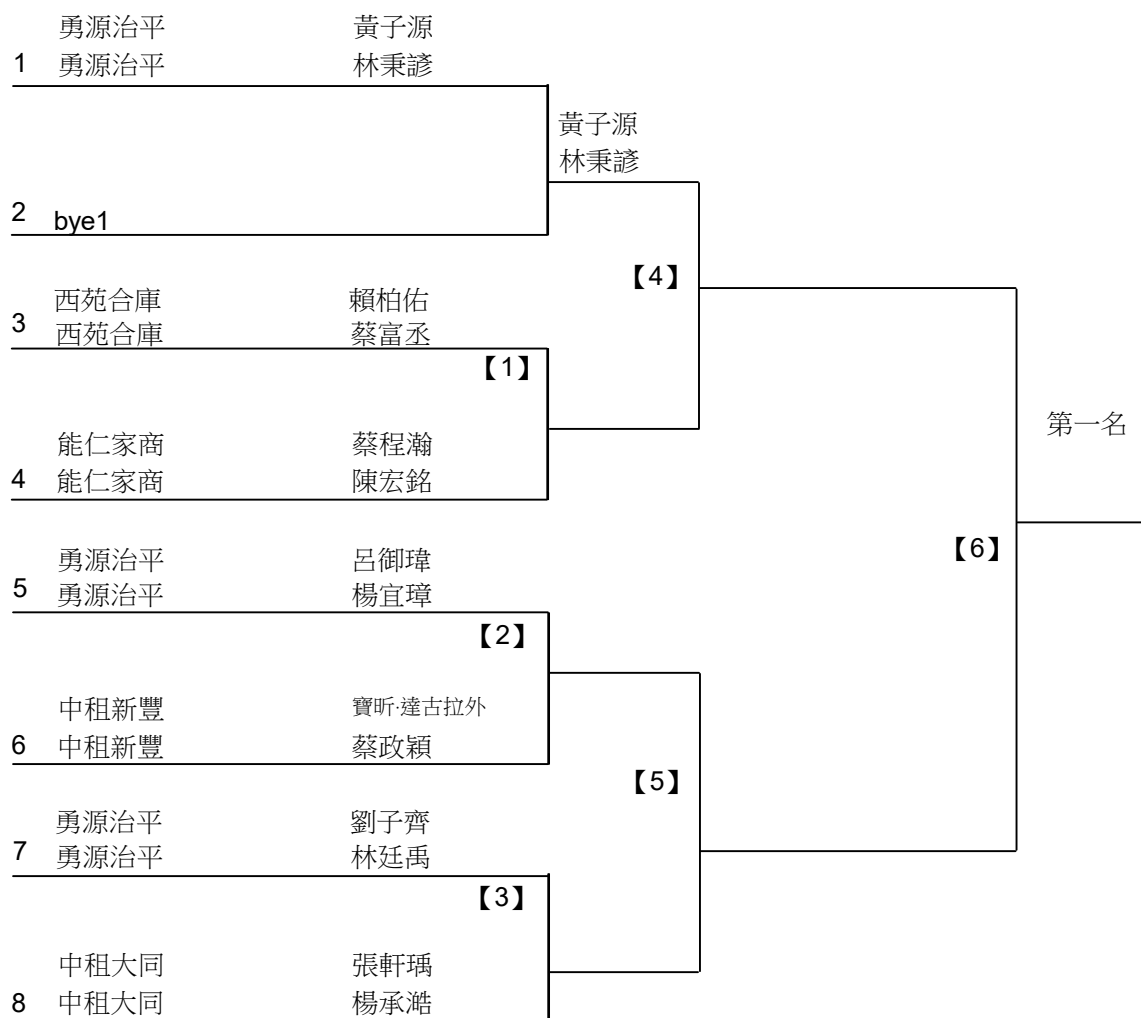 勇源治平 黃子源
1 勇源治平 林秉諺
黃子源
林秉諺
2 bye1
【4】
西苑合庫 賴柏佑
3 西苑合庫 蔡富丞
【1】
第一名
能仁家商 蔡程瀚
4 能仁家商 陳宏銘
勇源治平 呂御瑋
【6】
5 勇源治平 楊宜璋
【2】
中租新豐 寶昕·達古拉外
6 中租新豐 蔡政穎
【5】
勇源治平 劉子齊
7 勇源治平 林廷禹
【3】
中租大同 張軒瑀
8 中租大同 楊承澔